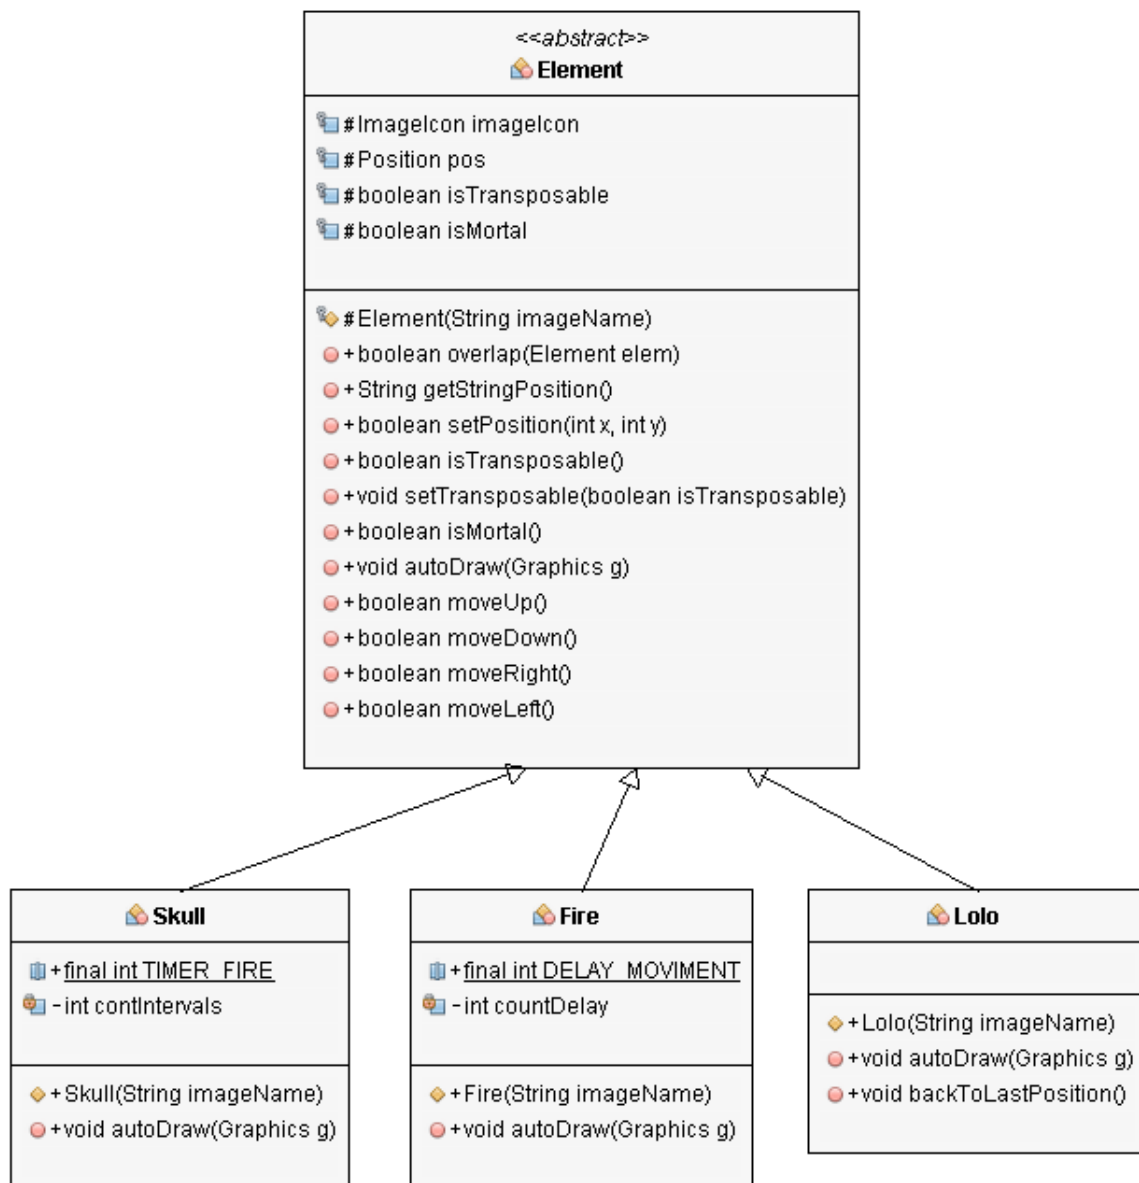 <<abstract>>
Element
#ImageIcon imageIcon
#Position pos
#boolean isTransposable
#boolean isMortal
#Element(String imageName)
+boolean overlap(Element elem)
+String getStringPosition()
+boolean setPosition(int x, int y)
+boolean isTransposable()
+void setTransposable(boolean isTransposable)
+boolean isMortal()
+void autoDraw(Graphics g)
+boolean moveUp()
+boolean moveDown()
+boolean moveRight()
+boolean moveLeft()
Skull
+final int TIMER_FIRE
-int contIntervals
+Skull(String imageName)
+void autoDraw(Graphics g)
Fire
+final int DELAY_MOVIMENT
-int countDelay
+Fire(String imageName)
+void autoDraw(Graphics g)
Lolo
+Lolo(String imageName)
+void autoDraw(Graphics g)
+void backToLastPosition()